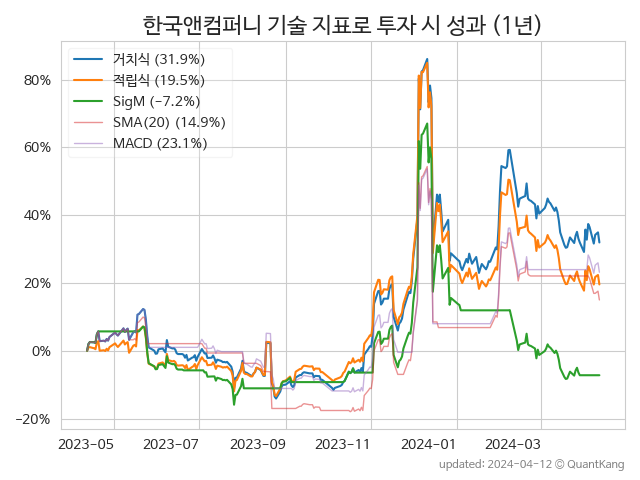 한국앤컴퍼니 기술 지표로 투자 시 성과 (1년)
거치식 (31.9%)
적립식 (19.5%)
SigM (−7.2%)
SMA(20) (14.9%)
MACD (23.1%)
80%
60%
40%
20%
0%
−20%
2023-05 2023-07 2023-09 2023-11 2024-01 2024-03
updated: 2024-04-12 © QuantKang